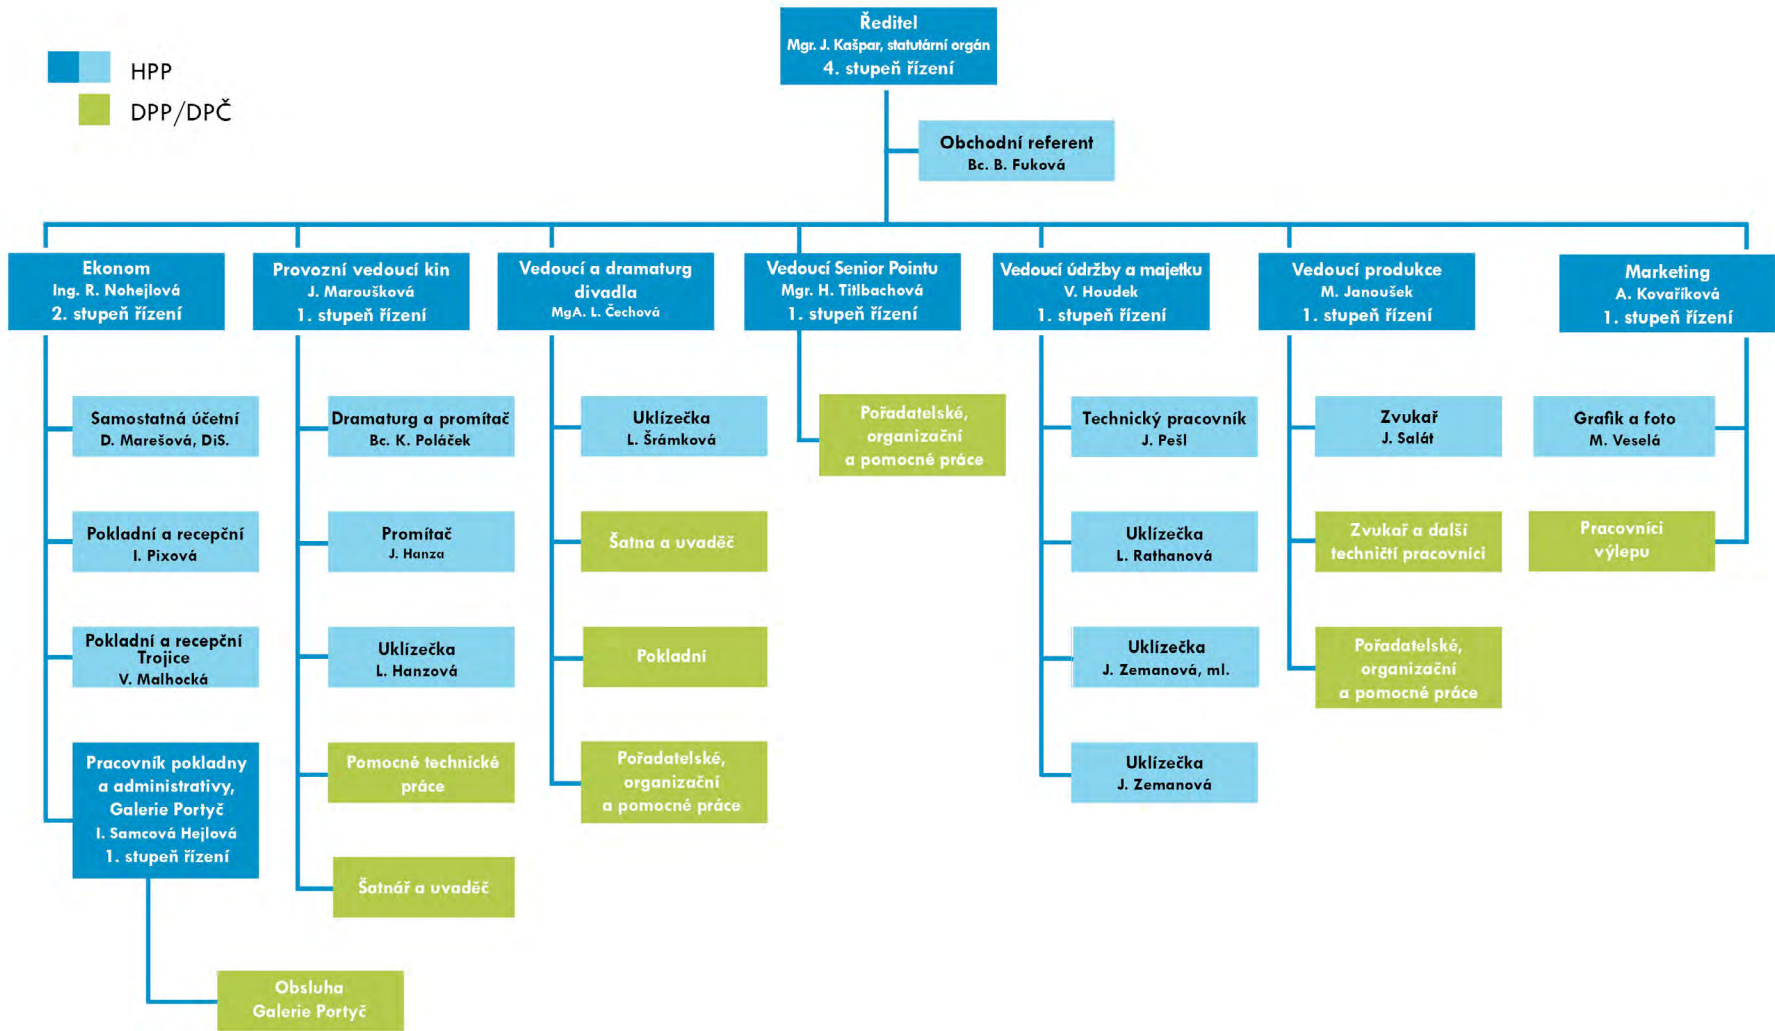 HPP
DPP/DPČ
Ředitel
Mgr. J. Kašpar, statutární orgán
4. stupeň řízení
Obchodní referent
Bc. B. Fuková
Ekonom
Ing. R. Nohejlová
2. stupeň řízení
Samostatná účetní
D. Marešová, DiS.
Pokladní a recepční
I. Pixová
Pokladní a recepční
Trojice
V. Malhocká
Pracovník pokladny
a administrativy,
Galerie Portyč
I. Samcová Hejlová
1. stupeň řízení
Obsluha
Galerie Portyč
Provozní vedoucí kin
J. Maroušková
1. stupeň řízení
Dramaturg a promítač
Bc. K. Poláček
Promítač
J. Hanza
Uklízečka
L. Hanzová
Pomocné technické
práce
Šatnář a uvaděč
Vedoucí a dramaturg
divadla
MgA. L. Čechová
Uklízečka
L. Šrámková
Šatna a uvaděč
Pokladní
Pořadatelské,
organizační
a pomocné práce
Vedoucí Senior Pointu
Mgr. H. Titlbachová
1. stupeň řízení
Pořadatelské,
organizační
a pomocné práce
Vedoucí údržby a majetku
V. Houdek
1. stupeň řízení
Technický pracovník
J. Pešl
Uklízečka
L. Rathanová
Uklízečka
J. Zemanová, ml.
Uklízečka
J. Zemanová
Vedoucí produkce
M. Janoušek
1. stupeň řízení
Zvukař
J. Salát
Zvukař a další
techničtí pracovníci
Pořadatelské,
organizační
a pomocné práce
Marketing
A. Kovaříková
1. stupeň řízení
Grafik a foto
M. Veselá
Pracovníci
výlepu